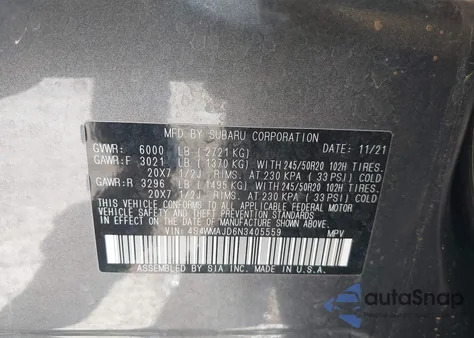 MFD. BY SUBARU CORPORATION
GVWR: 6000 LB (2721 KG) DATE: 11/21
GAWR:F 3021 LB (1370 KG) WITH 245/50R20 102H TIRES.
20X7 1/2J RIMS. AT 230 KPA (33 PSI) COLD
GAWR:R 3296 LB (1495 KG) WITH 245/50R20 102H TIRES.
20X7 1/2J RIMS. AT 230 KPA (33 PSI) COLD
THIS VEHICLE CONFORMS TO ALL APPLICABLE FEDERAL MOTOR
VEHICLE SAFETY STANDARDS
IN EFFECT ON THE DATE OF MANUFACTURE SHOWN ABOVE.
VIN: 4S4WMAJD6N3405559 MPV
ASSEMBLED BY SIA INC. MADE IN U.S.A.
autoSnap